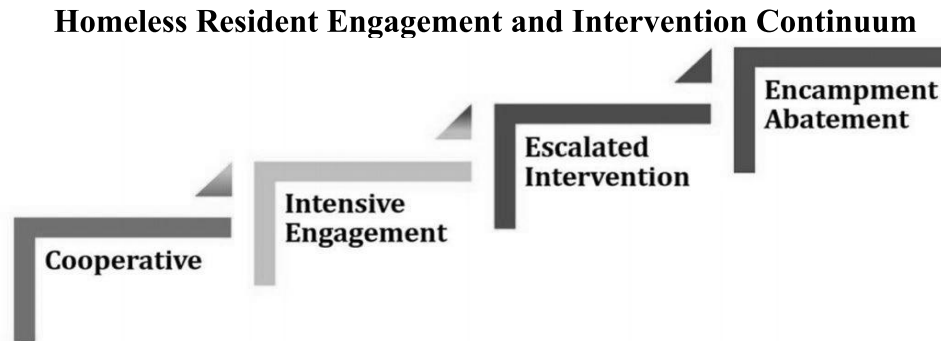 Homeless Resident Engagement and Intervention Continuum
Cooperative
Intensive
Engagement
Escalated
Intervention
Encampment
Abatement